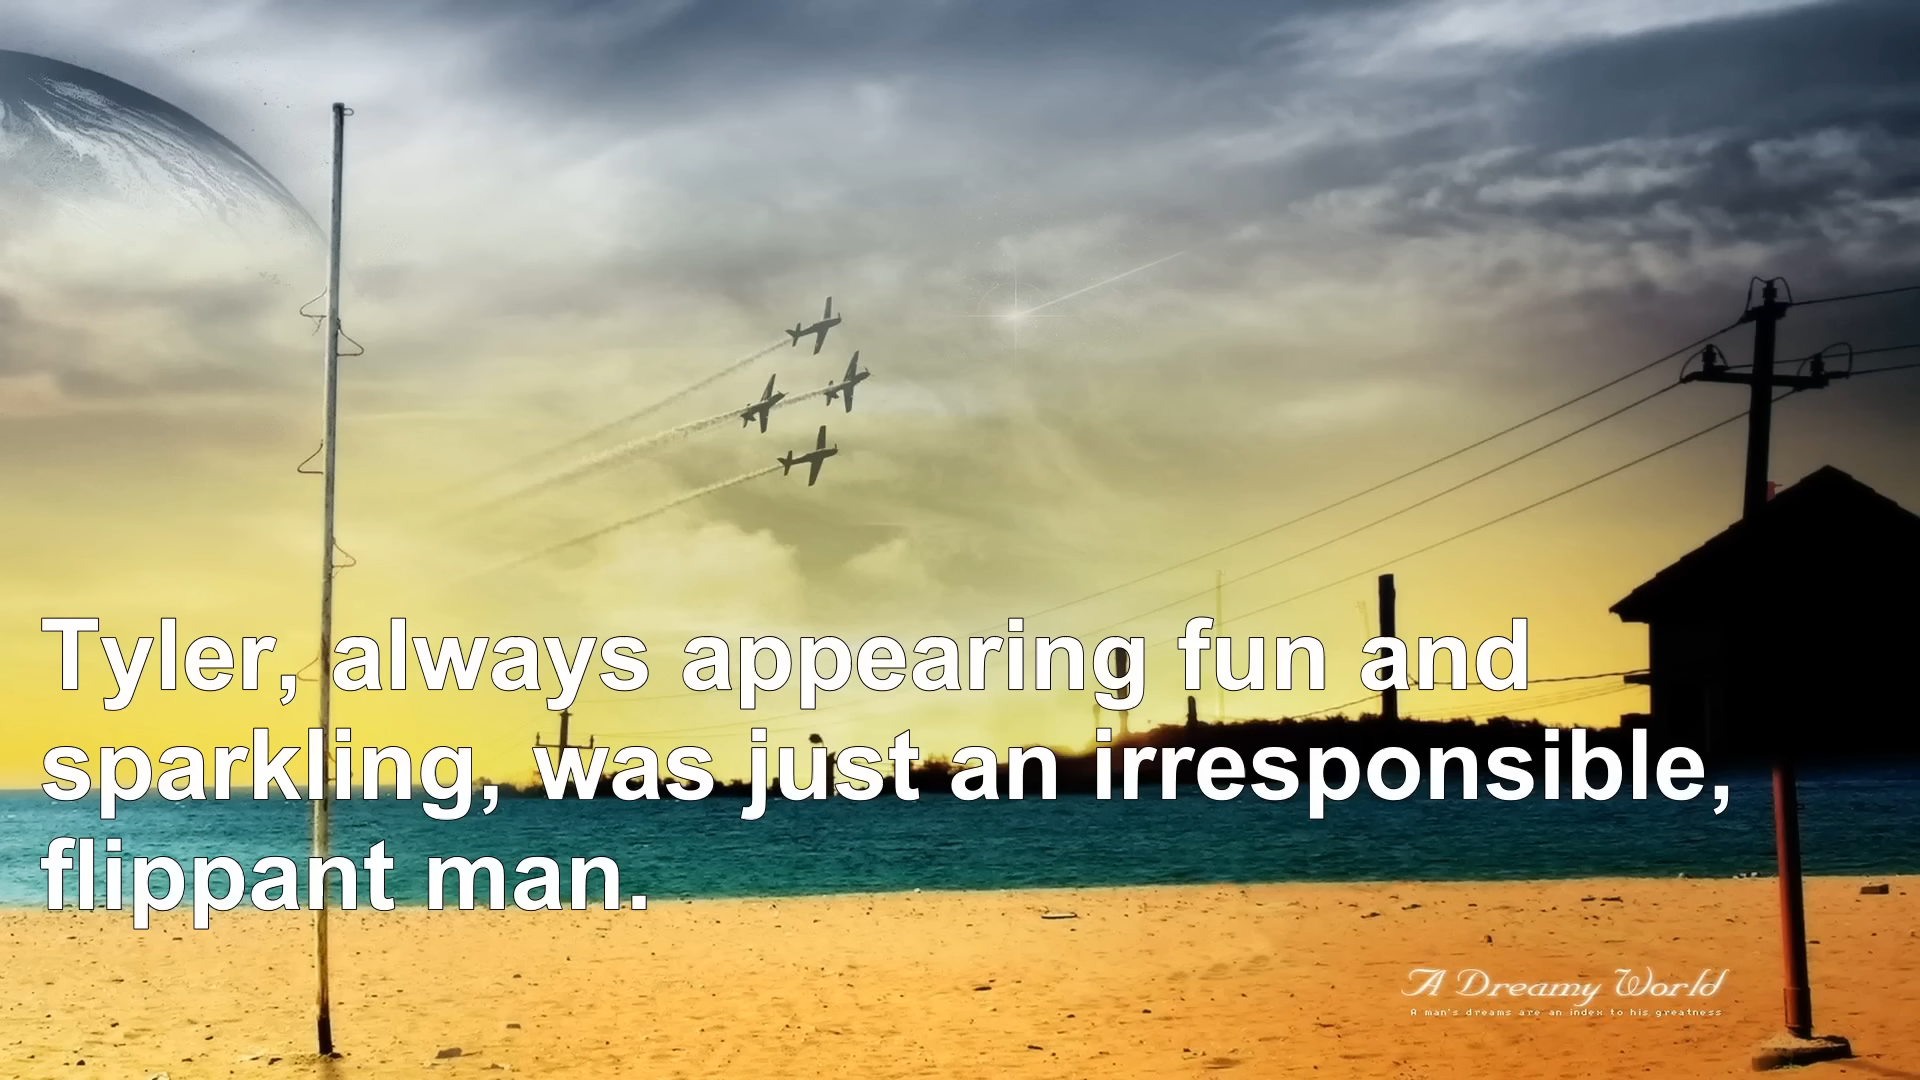 Tyler, always appearing fun and
sparkling, was just an irresponsible,
flippant man.
A Dreamy World
A man's dreams are an index to his greatness